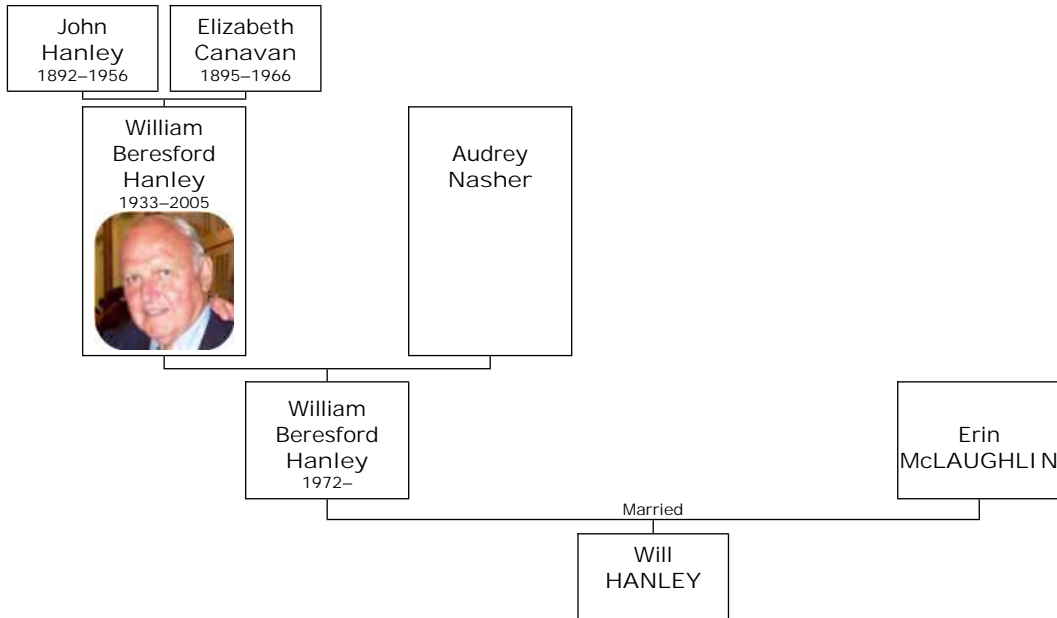 John
Hanley
1892–1956
Elizabeth
Canavan
1895–1966
William
Beresford
Hanley
1933–2005
Audrey
Nasher
William
Beresford
Hanley
1972–
Erin
McLAUGHLIN
Married
Will
HANLEY